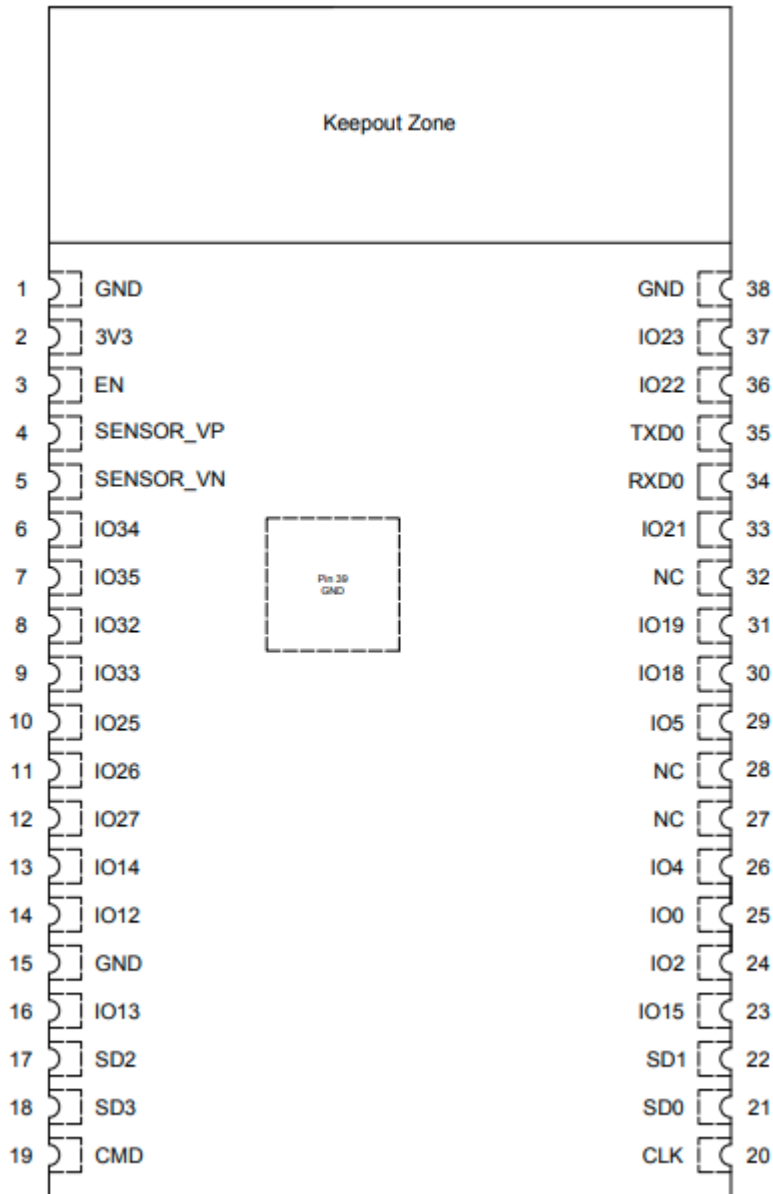 Keepout Zone
1 GND GND 38
2 3V3 IO23 37
3 EN IO22 36
4 SENSOR_VP TXD0 35
5 SENSOR_VN RXD0 34
6 IO34 IO21 33
7 IO35 Pin 39 NC 32
GND
8 IO32 IO19 31
9 IO33 IO18 30
10 IO25 IO5 29
11 IO26 NC 28
12 IO27 NC 27
13 IO14 IO4 26
14 IO12 IO0 25
15 GND IO2 24
16 IO13 IO15 23
17 SD2 SD1 22
18 SD3 SD0 21
19 CMD CLK 20